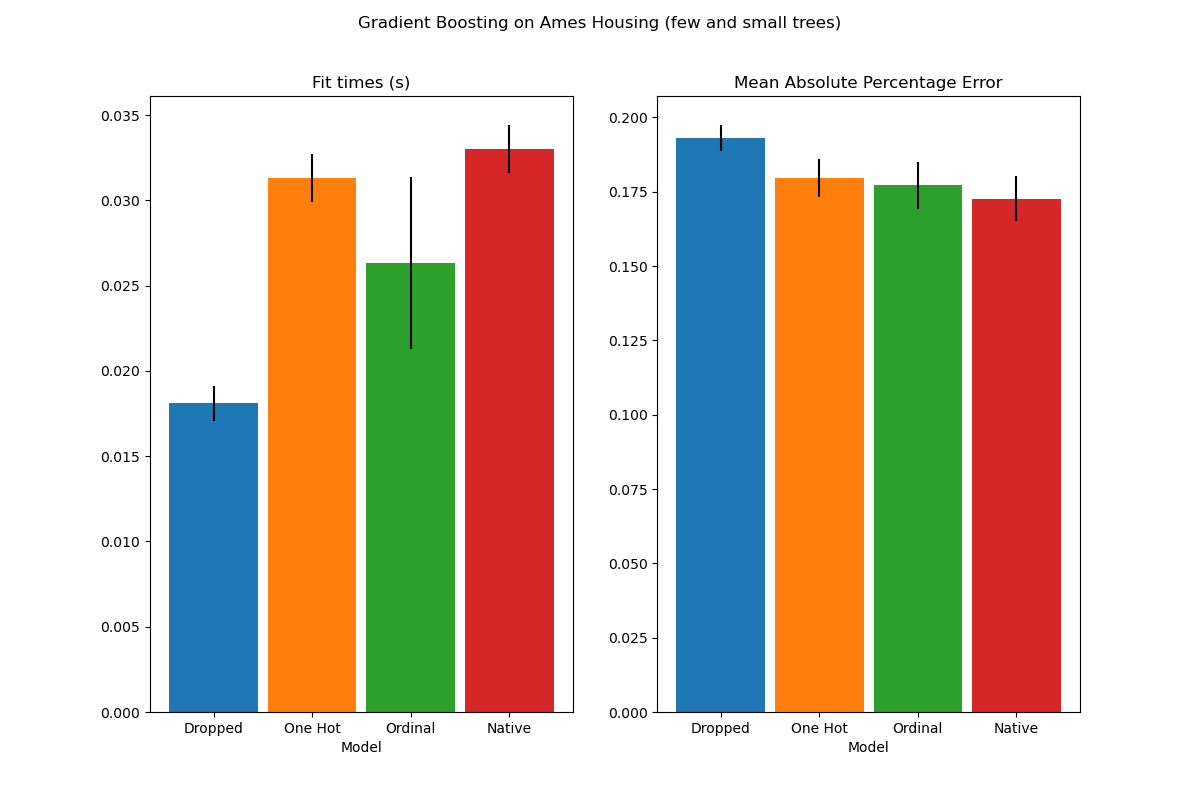 Gradient Boosting on Ames Housing (few and small trees)
Fit times (s)
0.035
0.030
0.025
0.020
0.015
0.010
0.005
0.000
Dropped One Hot Ordinal Native
Model
Mean Absolute Percentage Error
0.200
0.175
0.150
0.125
0.100
0.075
0.050
0.025
0.000
Dropped One Hot Ordinal Native
Model